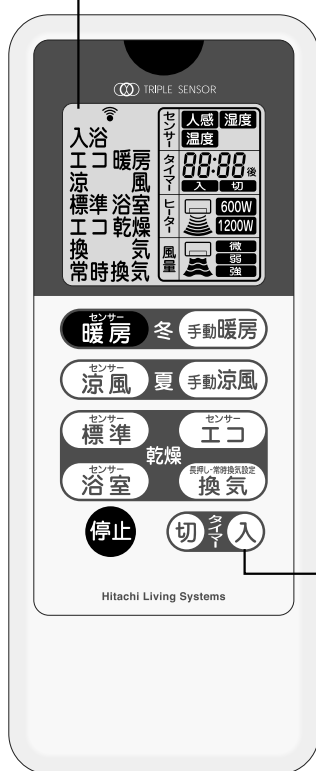 TRIPLE SENSOR
入浴
エコ 暖房
涼 風
標準 浴室
エコ 乾燥
換 気
常時換気
センサー 人感 湿度
温度
タイマー 88:88 後
入 切
ヒーター 600W
1200W
風量 微
弱
強
センサー
暖房 冬 手動暖房
センサー
涼風 夏 手動涼風
センサー センサー
標準 エコ
乾燥
センサー 長押し・常時換気設定
浴室 換気
停止 切 タイマー 入
Hitachi Living Systems